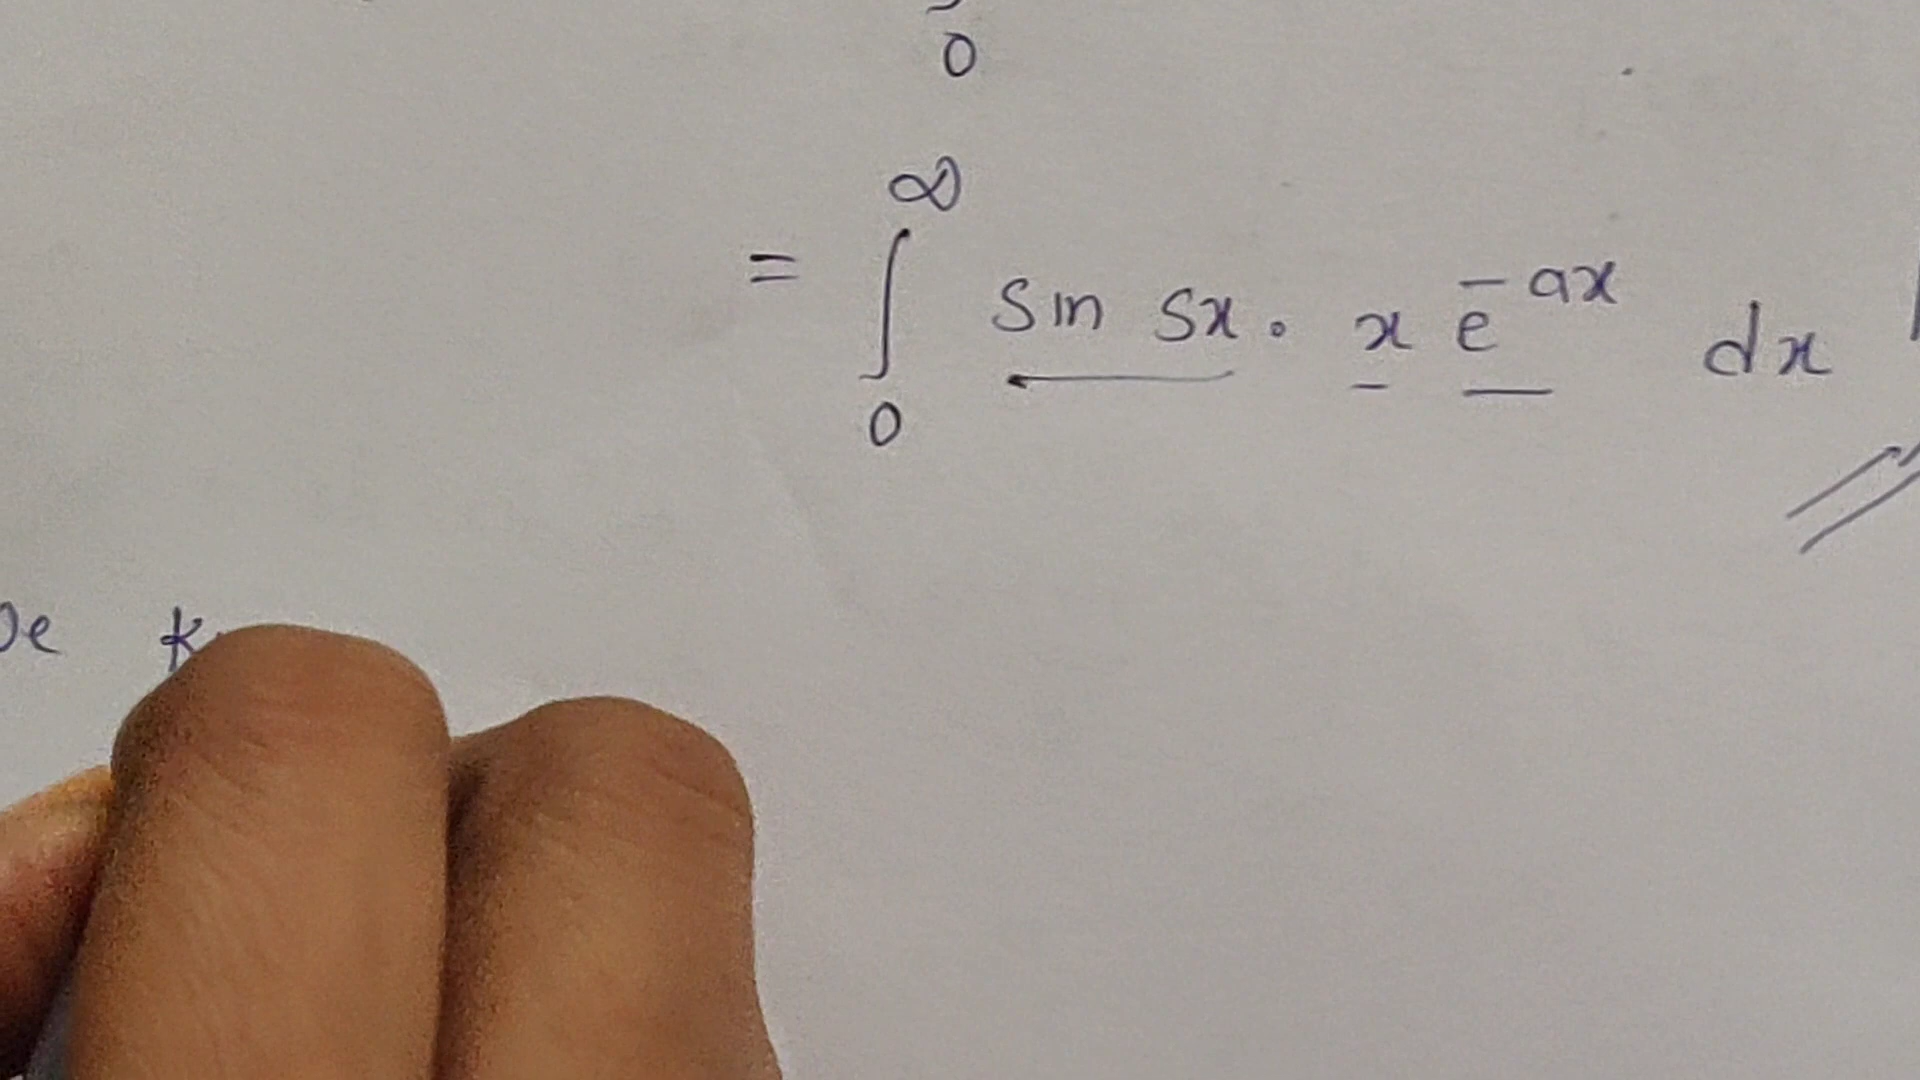 0
= ∫₀^∞ sin sx . x e^-ax dx